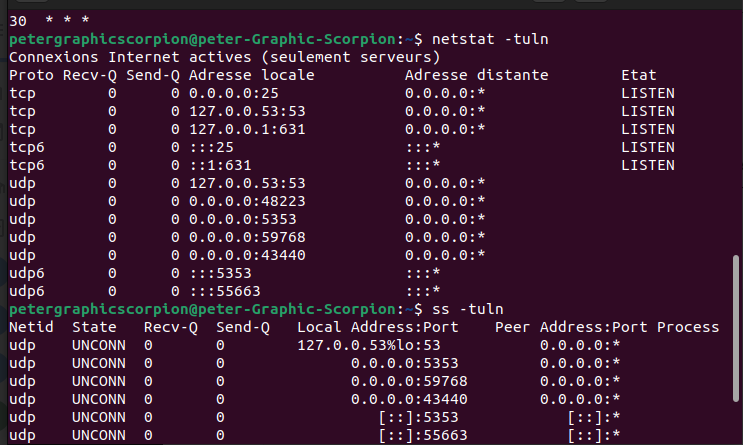 30  * * *
petergraphicscorpion@peter-Graphic-Scorpion:~$ netstat -tuln
Connexions Internet actives (seulement serveurs)
Proto Recv-Q Send-Q Adresse locale          Adresse distante        Etat
tcp        0      0 0.0.0.0:25              0.0.0.0:*               LISTEN
tcp        0      0 127.0.0.53:53           0.0.0.0:*               LISTEN
tcp        0      0 127.0.0.1:631           0.0.0.0:*               LISTEN
tcp6       0      0 :::25                   :::*                    LISTEN
tcp6       0      0 ::1:631                 :::*                    LISTEN
udp        0      0 127.0.0.53:53           0.0.0.0:*
udp        0      0 0.0.0.0:48223           0.0.0.0:*
udp        0      0 0.0.0.0:5353            0.0.0.0:*
udp        0      0 0.0.0.0:59768           0.0.0.0:*
udp        0      0 0.0.0.0:43440           0.0.0.0:*
udp6       0      0 :::5353                 :::*
udp6       0      0 :::55663                :::*
petergraphicscorpion@peter-Graphic-Scorpion:~$ ss -tuln
Netid  State   Recv-Q  Send-Q   Local Address:Port    Peer Address:Port Process
udp    UNCONN  0       0        127.0.0.53%lo:53           0.0.0.0:*
udp    UNCONN  0       0              0.0.0.0:5353         0.0.0.0:*
udp    UNCONN  0       0              0.0.0.0:59768        0.0.0.0:*
udp    UNCONN  0       0              0.0.0.0:43440        0.0.0.0:*
udp    UNCONN  0       0                 [::]:5353            [::]:*
udp    UNCONN  0       0                 [::]:55663           [::]:*